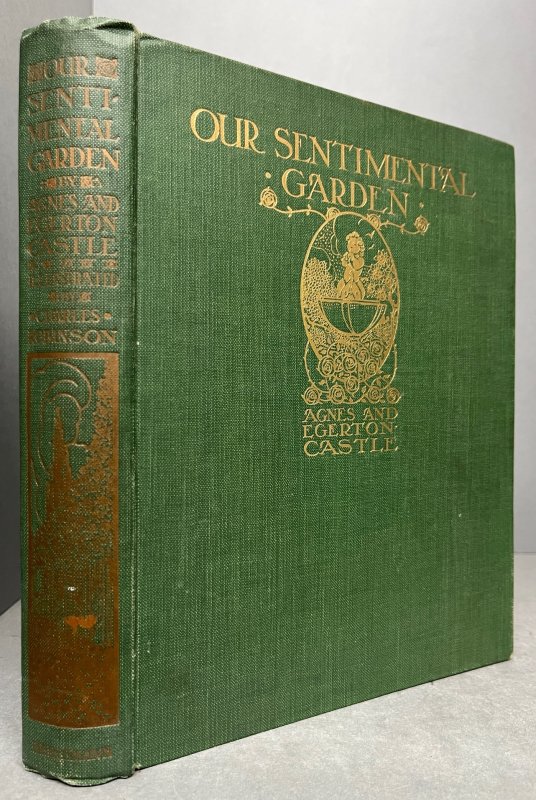 OUR
SENTI-
MENTAL
GARDEN
BY
AGNES AND
EGERTON
CASTLE
ILLUSTRATED
BY
CHARLES
ROBINSON
OUR SENTIMENTAL
· GARDEN ·
AGNES AND
EGERTON·
CASTLE